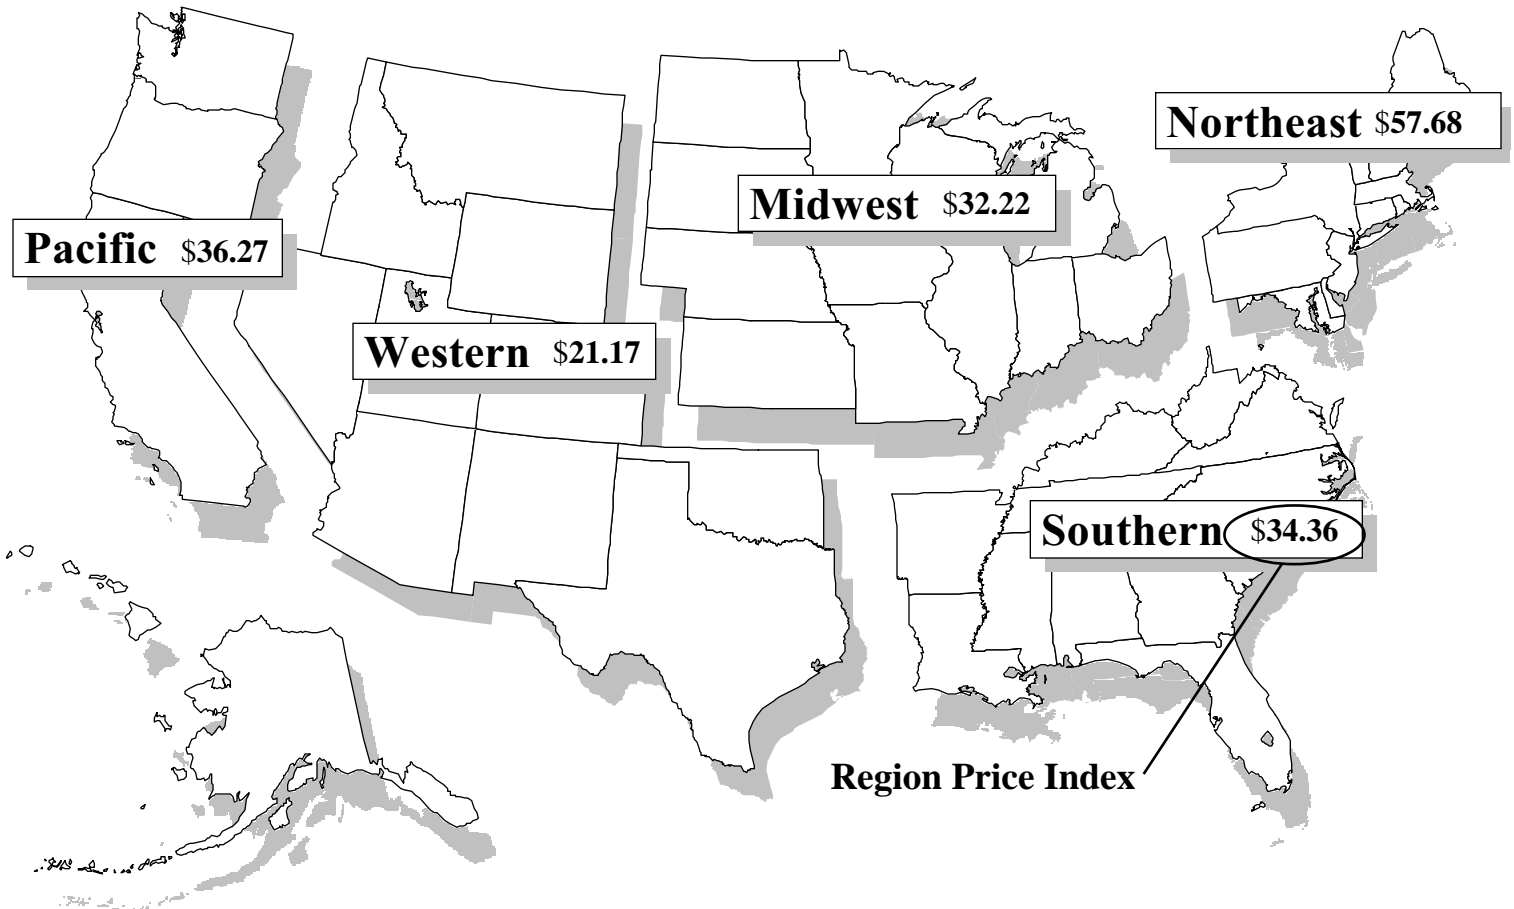 Northeast $57.68
Midwest $32.22
Pacific $36.27
Western $21.17
Southern $34.36
Region Price Index